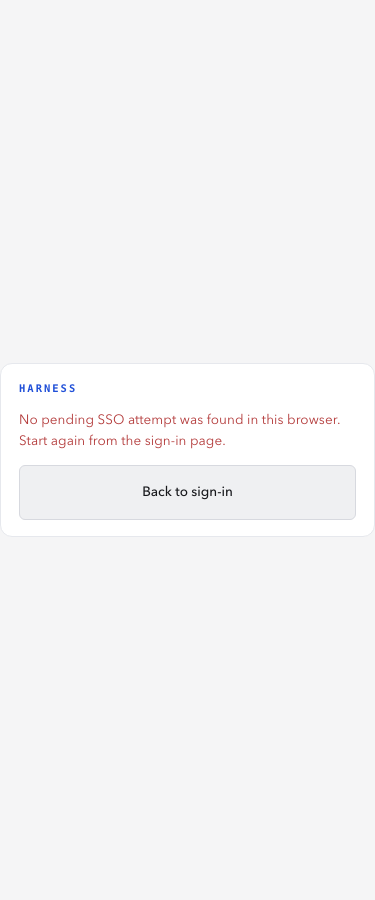 HARNESS
No pending SSO attempt was found in this browser.
Start again from the sign-in page.
Back to sign-in